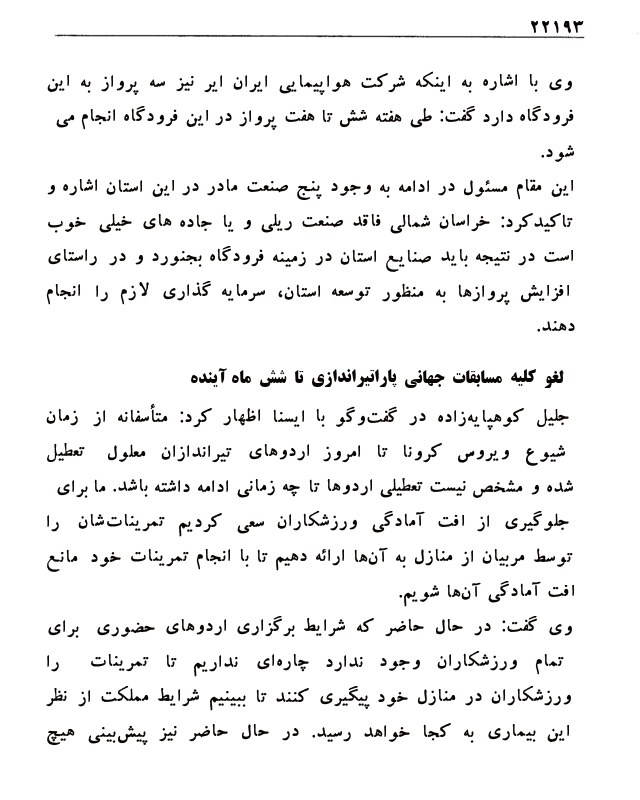 ۲۲۱۹۳
وی با اشاره به اینکه شرکت هواپیمایی ایران ایر نیز سه پرواز به این
فرودگاه دارد گفت: طی هفته شش تا هفت پرواز در این فرودگاه انجام می
شود.
این مقام مسئول در ادامه به وجود پنج صنعت مادر در این استان اشاره و
تاکیدکرد: خراسان شمالی فاقد صنعت ریلی و یا جاده های خیلی خوب
است در نتیجه باید صنایع استان در زمینه فرودگاه بجنورد و در راستای
افزایش پروازها به منظور توسعه استان، سرمایه گذاری لازم را انجام
دهند.
لغو کلیه مسابقات جهانی پاراتیراندازی تا شش ماه آینده
جلیل کوهپایه‌زاده در گفت‌وگو با ایسنا اظهار کرد: متأسفانه از زمان
شیوع ویروس کرونا تا امروز اردوهای تیراندازان معلول تعطیل
شده و مشخص نیست تعطیلی اردوها تا چه زمانی ادامه داشته باشد. ما برای
جلوگیری از افت آمادگی ورزشکاران سعی کردیم تمرینات‌شان را
توسط مربیان از منازل به آن‌ها ارائه دهیم تا با انجام تمرینات خود مانع
افت آمادگی آن‌ها شویم.
وی گفت: در حال حاضر که شرایط برگزاری اردوهای حضوری برای
تمام ورزشکاران وجود ندارد چاره‌ای نداریم تا تمرینات را
ورزشکاران در منازل خود پیگیری کنند تا ببینیم شرایط مملکت از نظر
این بیماری به کجا خواهد رسید. در حال حاضر نیز پیش‌بینی هیچ